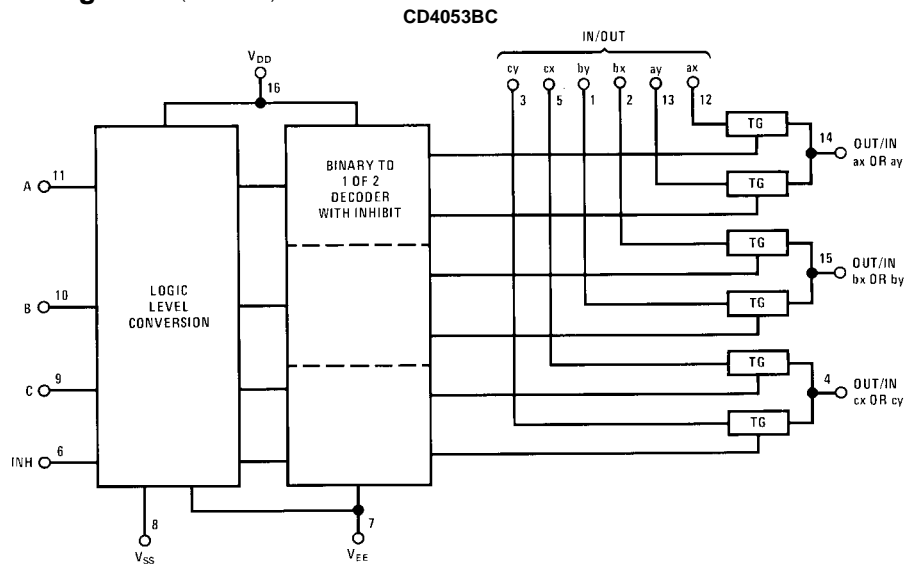 CD4053BC
IN/OUT
cy cx by bx ay ax
3 5 1 2 13 12
V_DD
16
A 11
B 10
C 9
INH 6
LOGIC
LEVEL
CONVERSION
BINARY TO
1 OF 2
DECODER
WITH INHIBIT
TG
TG
TG
TG
TG
TG
14 OUT/IN
ax OR ay
15 OUT/IN
bx OR by
4 OUT/IN
cx OR cy
8
V_SS
7
V_EE